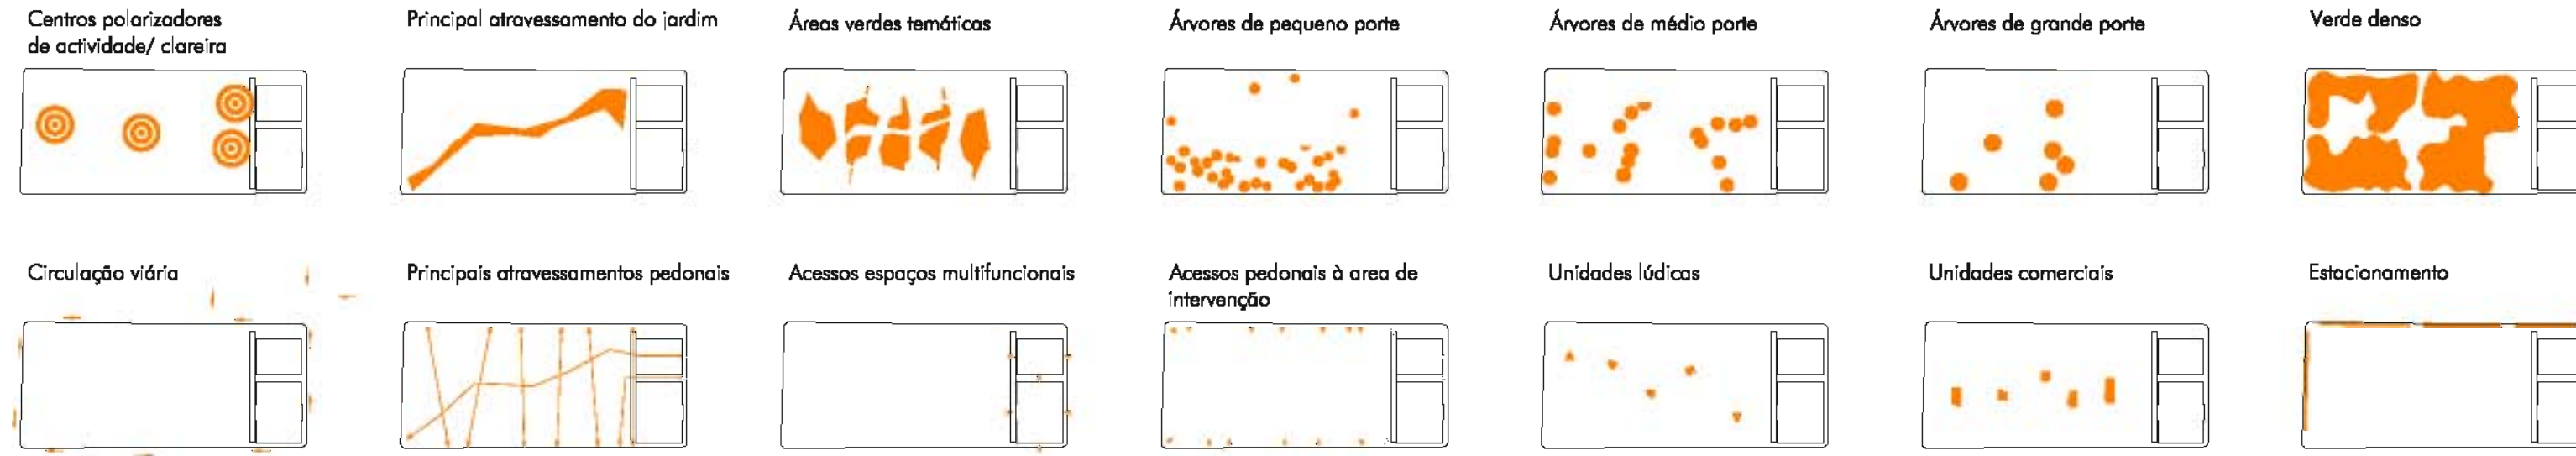 Centros polarizadores
de actividade/ clareira
Principal atravessamento do jardim
Áreas verdes temáticas
Árvores de pequeno porte
Árvores de médio porte
Árvores de grande porte
Verde denso
Circulação viária
Principais atravessamentos pedonais
Acessos espaços multifuncionais
Acessos pedonais à area de
intervenção
Unidades lúdicas
Unidades comerciais
Estacionamento